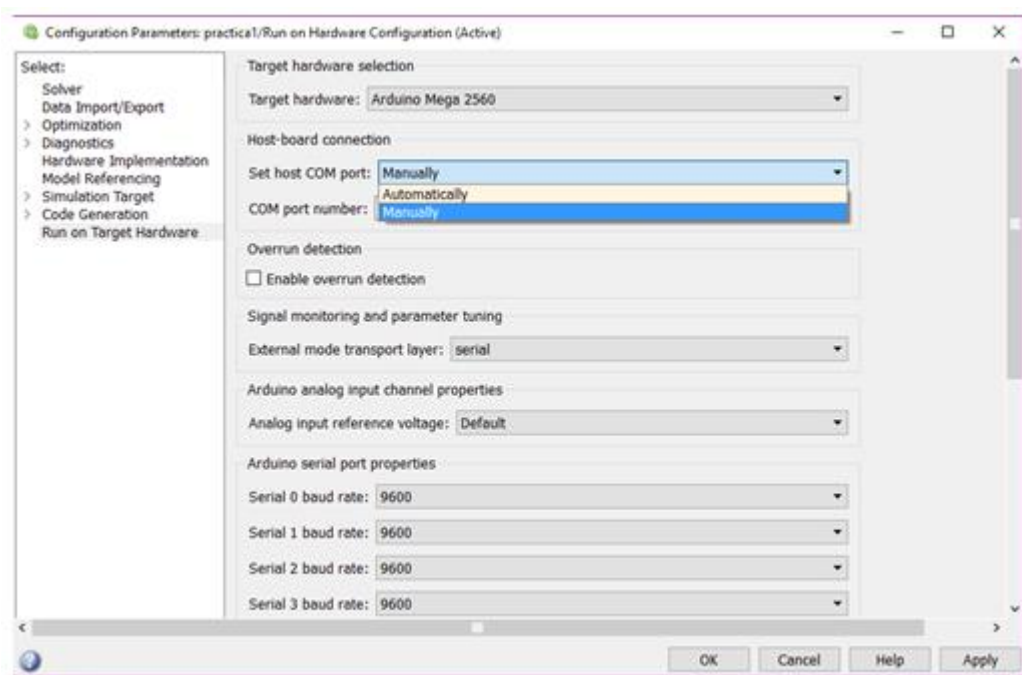 Configuration Parameters: practica1/Run on Hardware Configuration (Active)
Select:
Solver
Data Import/Export
Optimization
Diagnostics
Hardware Implementation
Model Referencing
Simulation Target
Code Generation
Run on Target Hardware
Target hardware selection
Target hardware: Arduino Mega 2560
Host-board connection
Set host COM port: Manually
Automatically
COM port number: Manually
Overrun detection
Enable overrun detection
Signal monitoring and parameter tuning
External mode transport layer: serial
Arduino analog input channel properties
Analog input reference voltage: Default
Arduino serial port properties
Serial 0 baud rate: 9600
Serial 1 baud rate: 9600
Serial 2 baud rate: 9600
Serial 3 baud rate: 9600
OK Cancel Help Apply